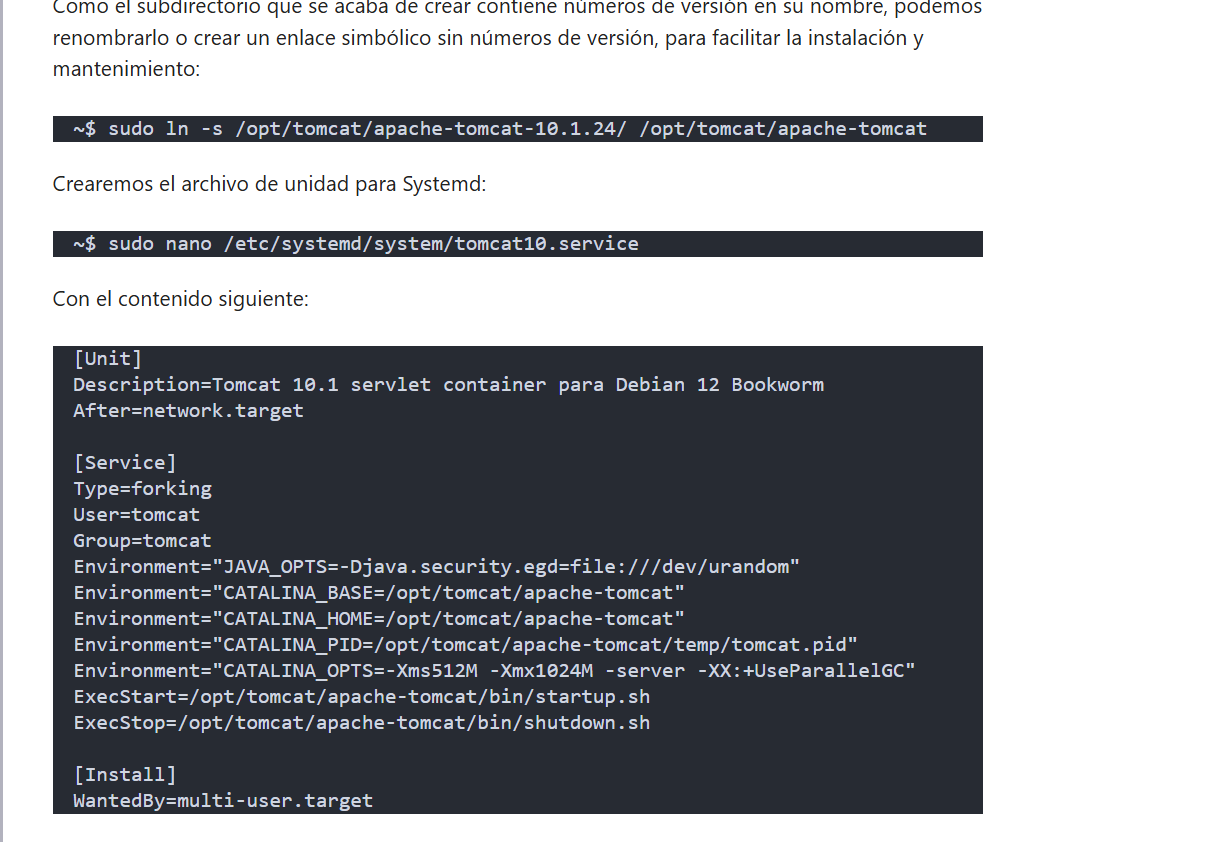 Como el subdirectorio que se acaba de crear contiene números de versión en su nombre, podemos
renombrarlo o crear un enlace simbólico sin números de versión, para facilitar la instalación y
mantenimiento:
~$ sudo ln -s /opt/tomcat/apache-tomcat-10.1.24/ /opt/tomcat/apache-tomcat
Crearemos el archivo de unidad para Systemd:
~$ sudo nano /etc/systemd/system/tomcat10.service
Con el contenido siguiente:
[Unit]
Description=Tomcat 10.1 servlet container para Debian 12 Bookworm
After=network.target
[Service]
Type=forking
User=tomcat
Group=tomcat
Environment="JAVA_OPTS=-Djava.security.egd=file:///dev/urandom"
Environment="CATALINA_BASE=/opt/tomcat/apache-tomcat"
Environment="CATALINA_HOME=/opt/tomcat/apache-tomcat"
Environment="CATALINA_PID=/opt/tomcat/apache-tomcat/temp/tomcat.pid"
Environment="CATALINA_OPTS=-Xms512M -Xmx1024M -server -XX:+UseParallelGC"
ExecStart=/opt/tomcat/apache-tomcat/bin/startup.sh
ExecStop=/opt/tomcat/apache-tomcat/bin/shutdown.sh
[Install]
WantedBy=multi-user.target